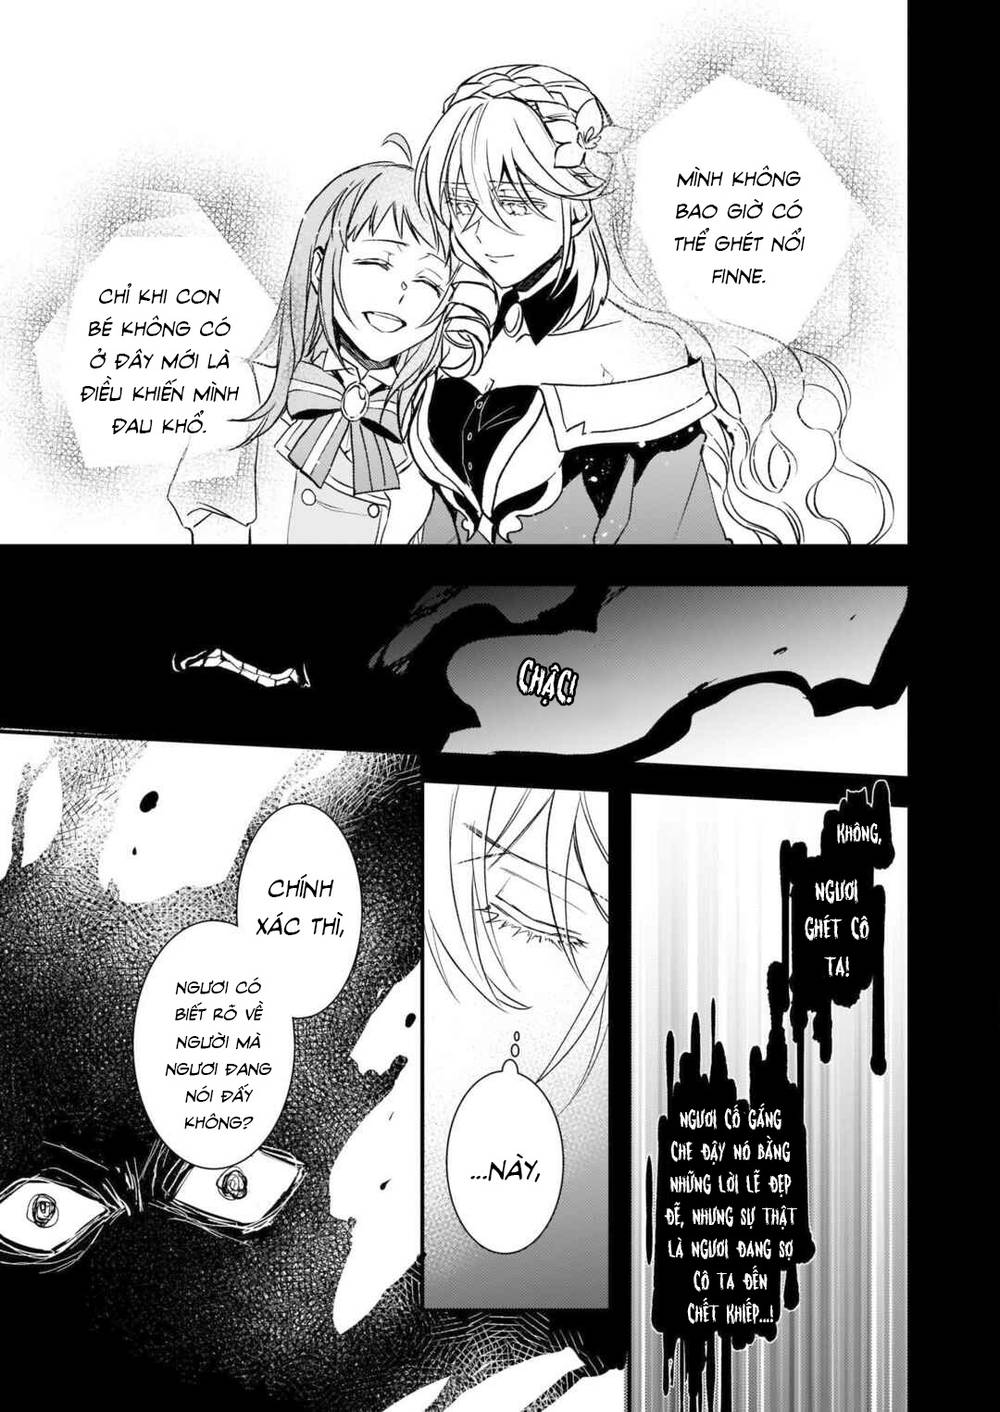 MÌNH KHÔNG
BAO GIỜ CÓ
THỂ GHÉT NỔI
FINNE.
CHỈ KHI CON
BÉ KHÔNG CÓ
Ở ĐÂY MỚI LÀ
ĐIỀU KHIẾN MÌNH
ĐAU KHỔ.
CHẬC!
KHÔNG,
NGƯƠI
GHÉT CÔ
TA!
NGƯƠI CỐ GẮNG
CHE ĐẬY NÓ BẰNG
NHỮNG LỜI LẼ ĐẸP
ĐẼ, NHƯNG SỰ THẬT
LÀ NGƯƠI ĐANG SỢ
CÔ TA ĐẾN
CHẾT KHIẾP...!
...NÀY,
CHÍNH
XÁC THÌ,
NGƯƠI CÓ
BIẾT RÕ VỀ
NGƯỜI MÀ
NGƯƠI ĐANG
NÓI ĐẤY
KHÔNG?